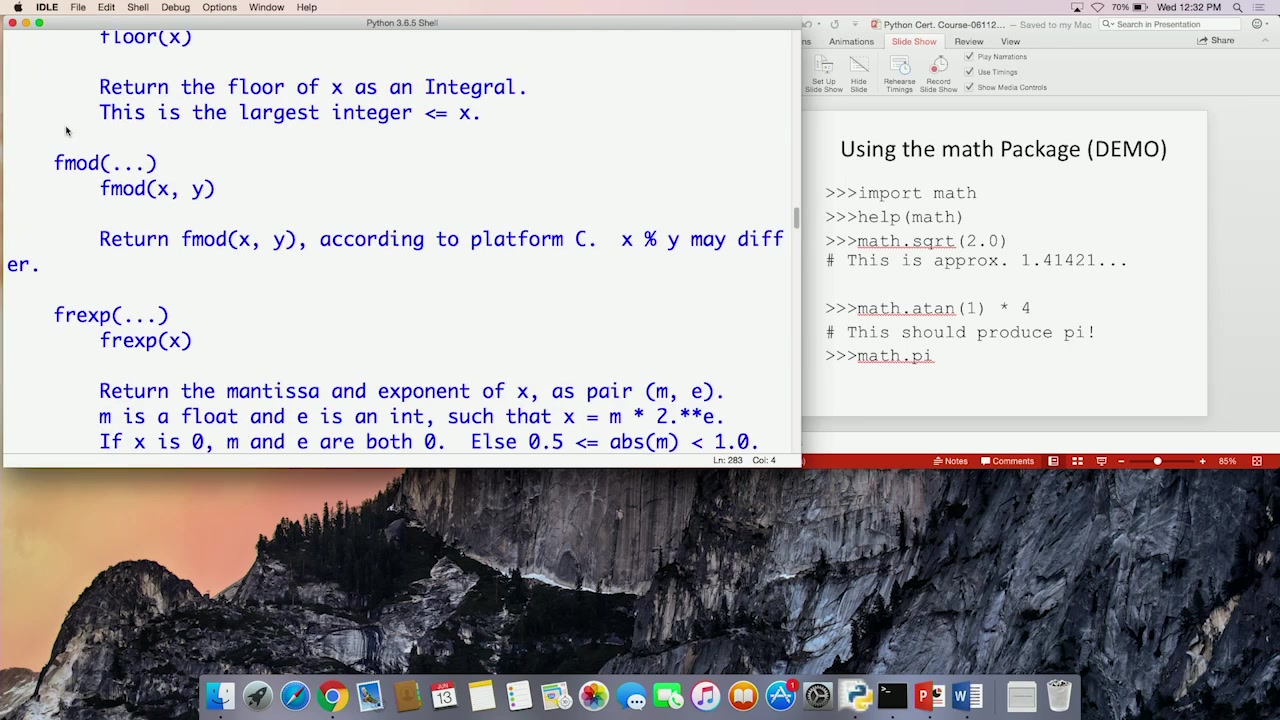 IDLE File Edit Shell Debug Options Window Help 70% Wed 12:32 PM
Python 3.6.5 Shell
floor(x)
Return the floor of x as an Integral.
This is the largest integer <= x.
fmod(...)
fmod(x, y)
Return fmod(x, y), according to platform C.  x % y may diff
er.
frexp(...)
frexp(x)
Return the mantissa and exponent of x, as pair (m, e).
m is a float and e is an int, such that x = m * 2.**e.
If x is 0, m and e are both 0.  Else 0.5 <= abs(m) < 1.0.
Ln: 283 Col: 4
Python Cert. Course-06112... — Saved to my Mac
Search in Presentation
ns Animations Slide Show Review View Share
Set Up Slide Show
Hide Slide
Rehearse Timings
Record Slide Show
Play Narrations
Use Timings
Show Media Controls
Using the math Package (DEMO)
>>>import math
>>>help(math)
>>>math.sqrt(2.0)
# This is approx. 1.41421...
>>>math.atan(1) * 4
# This should produce pi!
>>>math.pi
Notes Comments 85%
JUN
13
1